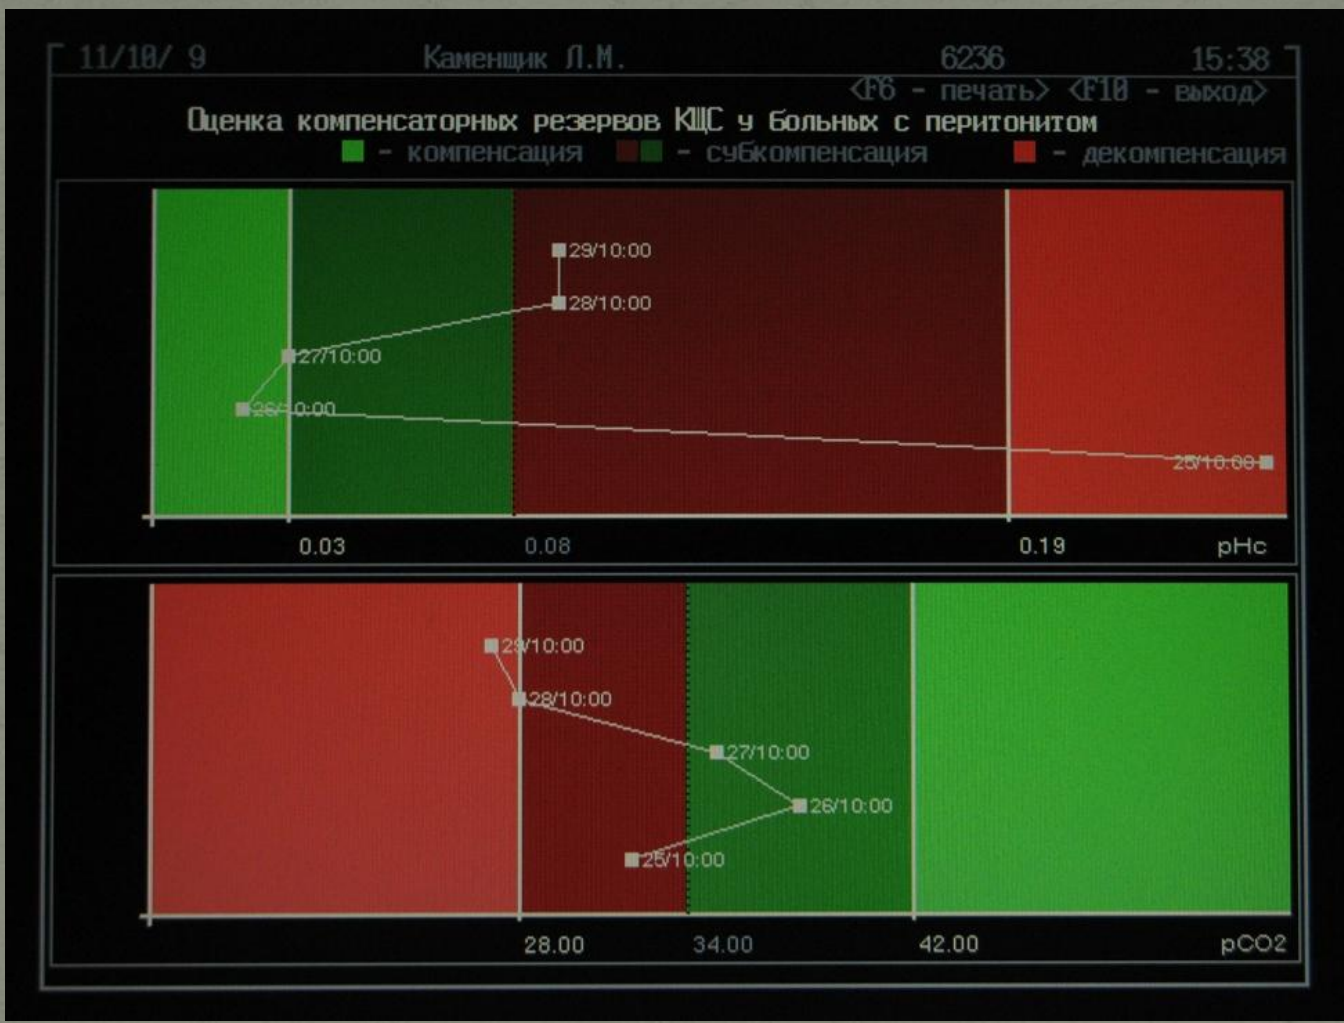 11/10/ 9 Каменщик Л.М. 6236 15:38
<F6 - печать> <F10 - выход>
Оценка компенсаторных резервов КЩС у больных с перитонитом
- компенсация - субкомпенсация - декомпенсация
29/10:00
28/10:00
27/10:00
26/10:00
25/10:00
0.03 0.08 0.19 pHc
29/10:00
28/10:00
27/10:00
26/10:00
25/10:00
28.00 34.00 42.00 pCO2